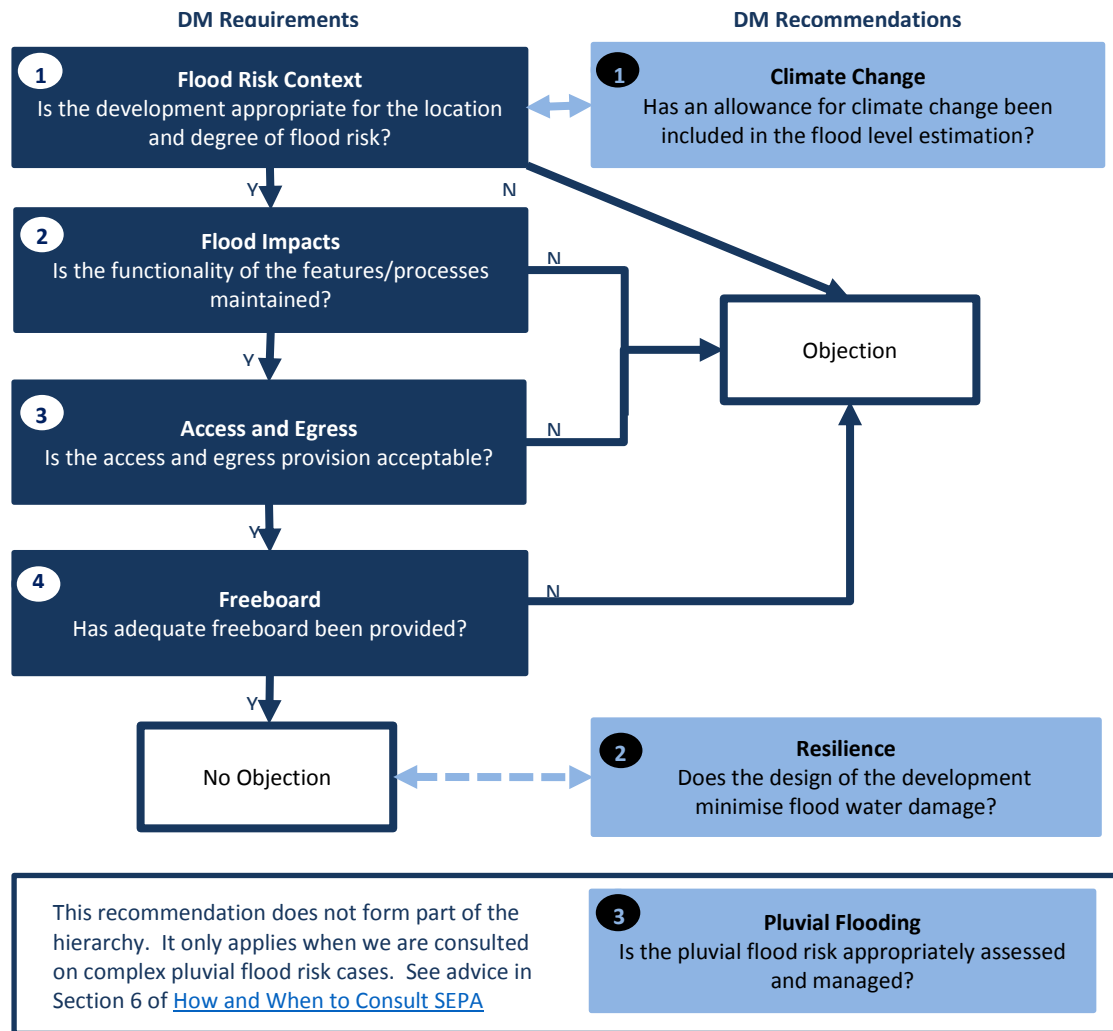 DM Requirements
DM Recommendations
1
Flood Risk Context
Is the development appropriate for the location
and degree of flood risk?
1
Climate Change
Has an allowance for climate change been
included in the flood level estimation?
Y
N
2
Flood Impacts
Is the functionality of the features/processes
maintained?
N
Objection
Y
3
Access and Egress
Is the access and egress provision acceptable?
N
Y
4
Freeboard
Has adequate freeboard been provided?
N
Y
No Objection
2
Resilience
Does the design of the development
minimise flood water damage?
This recommendation does not form part of the
hierarchy. It only applies when we are consulted
on complex pluvial flood risk cases. See advice in
Section 6 of How and When to Consult SEPA
3
Pluvial Flooding
Is the pluvial flood risk appropriately assessed
and managed?